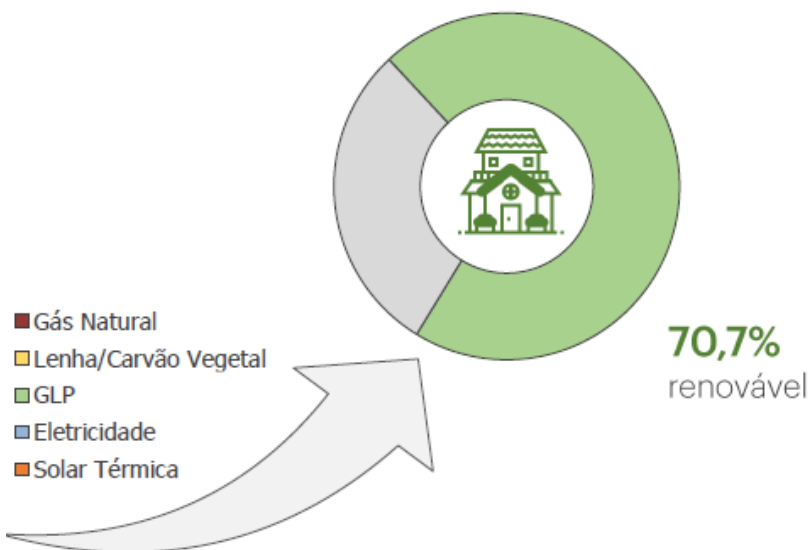 Gás Natural
Lenha/Carvão Vegetal
GLP
Eletricidade
Solar Térmica
70,7%
renovável